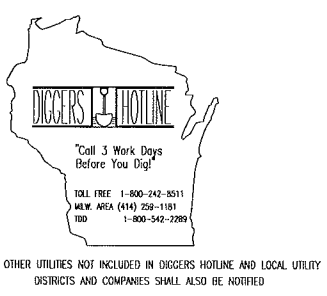 DIGGERS HOTLINE
"Call 3 Work Days
Before You Dig!"
TOLL FREE 1-800-242-8511
MILW. AREA (414) 259-1181
TDD 1-800-542-2289
OTHER UTILITIES NOT INCLUDED IN DIGGERS HOTLINE AND LOCAL UTILITY
DISTRICTS AND COMPANIES SHALL ALSO BE NOTIFIED